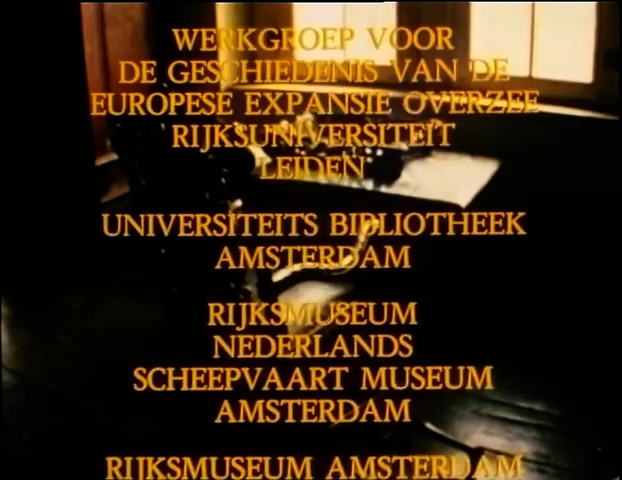 WERKGROEP VOOR
DE GESCHIEDENIS VAN DE
EUROPESE EXPANSIE OVERZEE
RIJKSUNIVERSITEIT
LEIDEN
UNIVERSITEITS BIBLIOTHEEK
AMSTERDAM
RIJKSMUSEUM
NEDERLANDS
SCHEEPVAART MUSEUM
AMSTERDAM
RIJKSMUSEUM AMSTERDAM